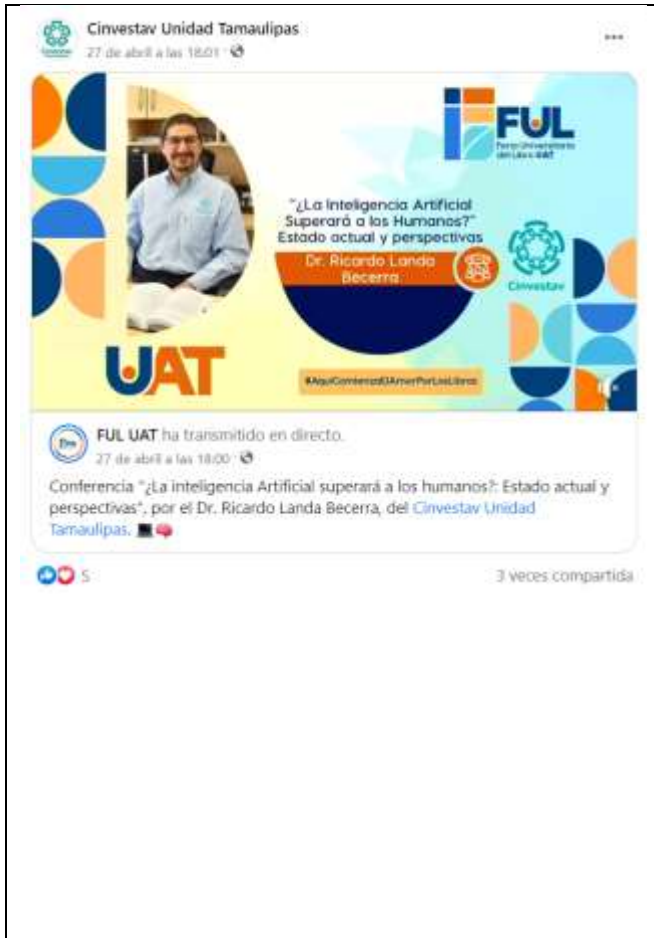 Cinvestav Unidad Tamaulipas
27 de abril a las 18:01
FUL
Foro Universitario
del Libro UAT
"¿La Inteligencia Artificial
Superará a los Humanos?"
Estado actual y perspectivas
Dr. Ricardo Landa
Becerra
Cinvestav
UAT
#AquíComienzaElAmorPorLosLibros
FUL UAT ha transmitido en directo.
27 de abril a las 18:00
Conferencia "¿La inteligencia Artificial superará a los humanos?: Estado actual y
perspectivas", por el Dr. Ricardo Landa Becerra, del Cinvestav Unidad
Tamaulipas.
5
3 veces compartida